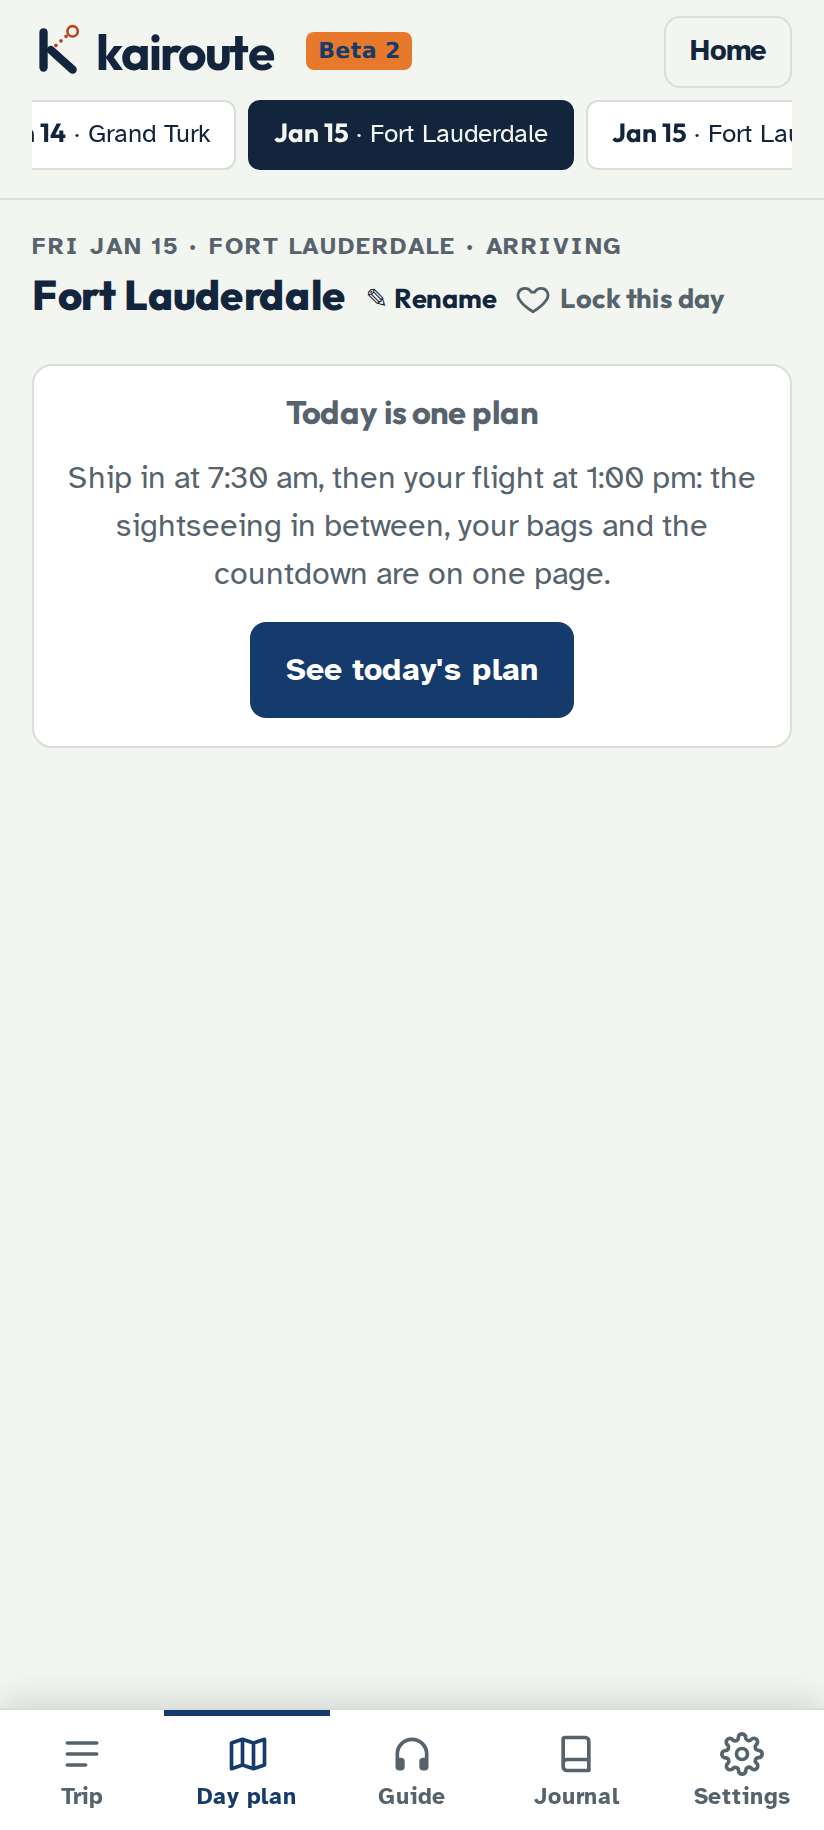 kairoute
Beta 2
Home
14 · Grand Turk
Jan 15 · Fort Lauderdale
Jan 15 · Fort
FRI JAN 15 · FORT LAUDERDALE · ARRIVING
Fort Lauderdale
✎ Rename
Lock this day
Today is one plan
Ship in at 7:30 am, then your flight at 1:00 pm: the
sightseeing in between, your bags and the
countdown are on one page.
See today's plan
Trip
Day plan
Guide
Journal
Settings